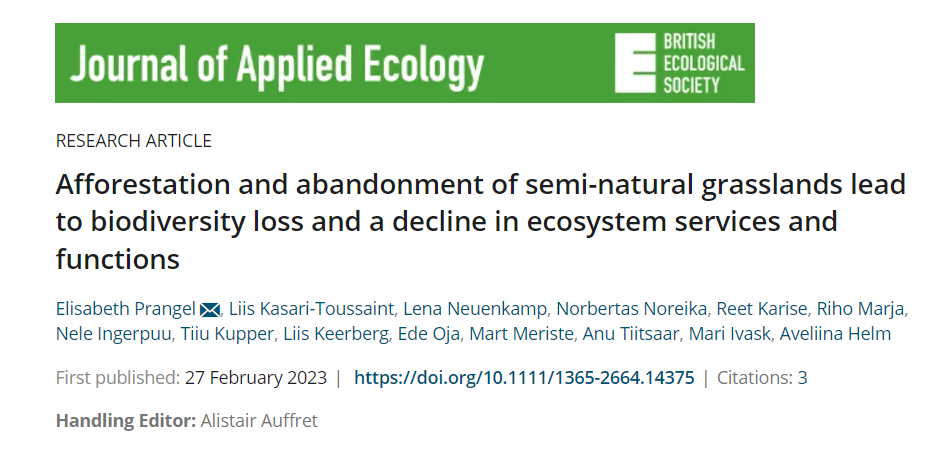 Journal of Applied Ecology
BRITISH
ECOLOGICAL
SOCIETY
RESEARCH ARTICLE
Afforestation and abandonment of semi-natural grasslands lead
to biodiversity loss and a decline in ecosystem services and
functions
Elisabeth Prangel, Liis Kasari-Toussaint, Lena Neuenkamp, Norbertas Noreika, Reet Karise, Riho Marja,
Nele Ingerpuu, Tiiu Kupper, Liis Keerberg, Ede Oja, Mart Meriste, Anu Tiitsaar, Mari Ivask, Aveliina Helm
First published: 27 February 2023 | https://doi.org/10.1111/1365-2664.14375 | Citations: 3
Handling Editor: Alistair Auffret